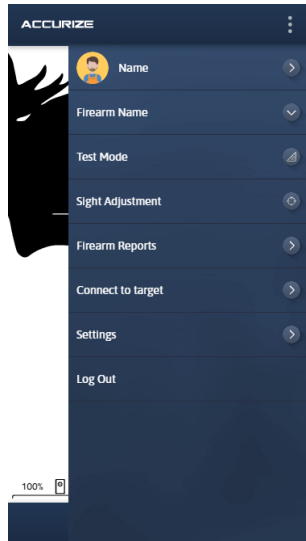 ACCURIZE
Name
Firearm Name
Test Mode
Sight Adjustment
Firearm Reports
Connect to target
Settings
Log Out
100%